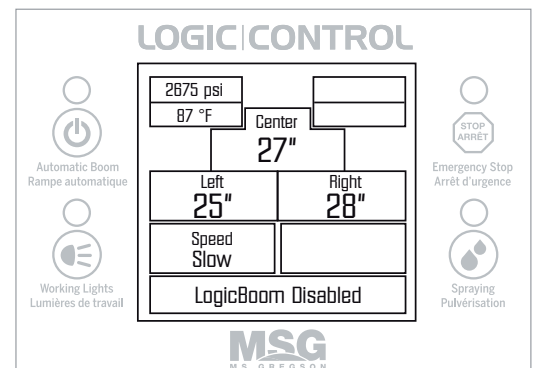 LOGIC|CONTROL
2675 psi
87 °F
Center
27"
Left
25"
Right
28"
Speed
Slow
LogicBoom Disabled
Automatic Boom
Rampe automatique
Working Lights
Lumières de travail
STOP
ARRÊT
Emergency Stop
Arrêt d'urgence
Spraying
Pulvérisation
MSG
MS GREGSON